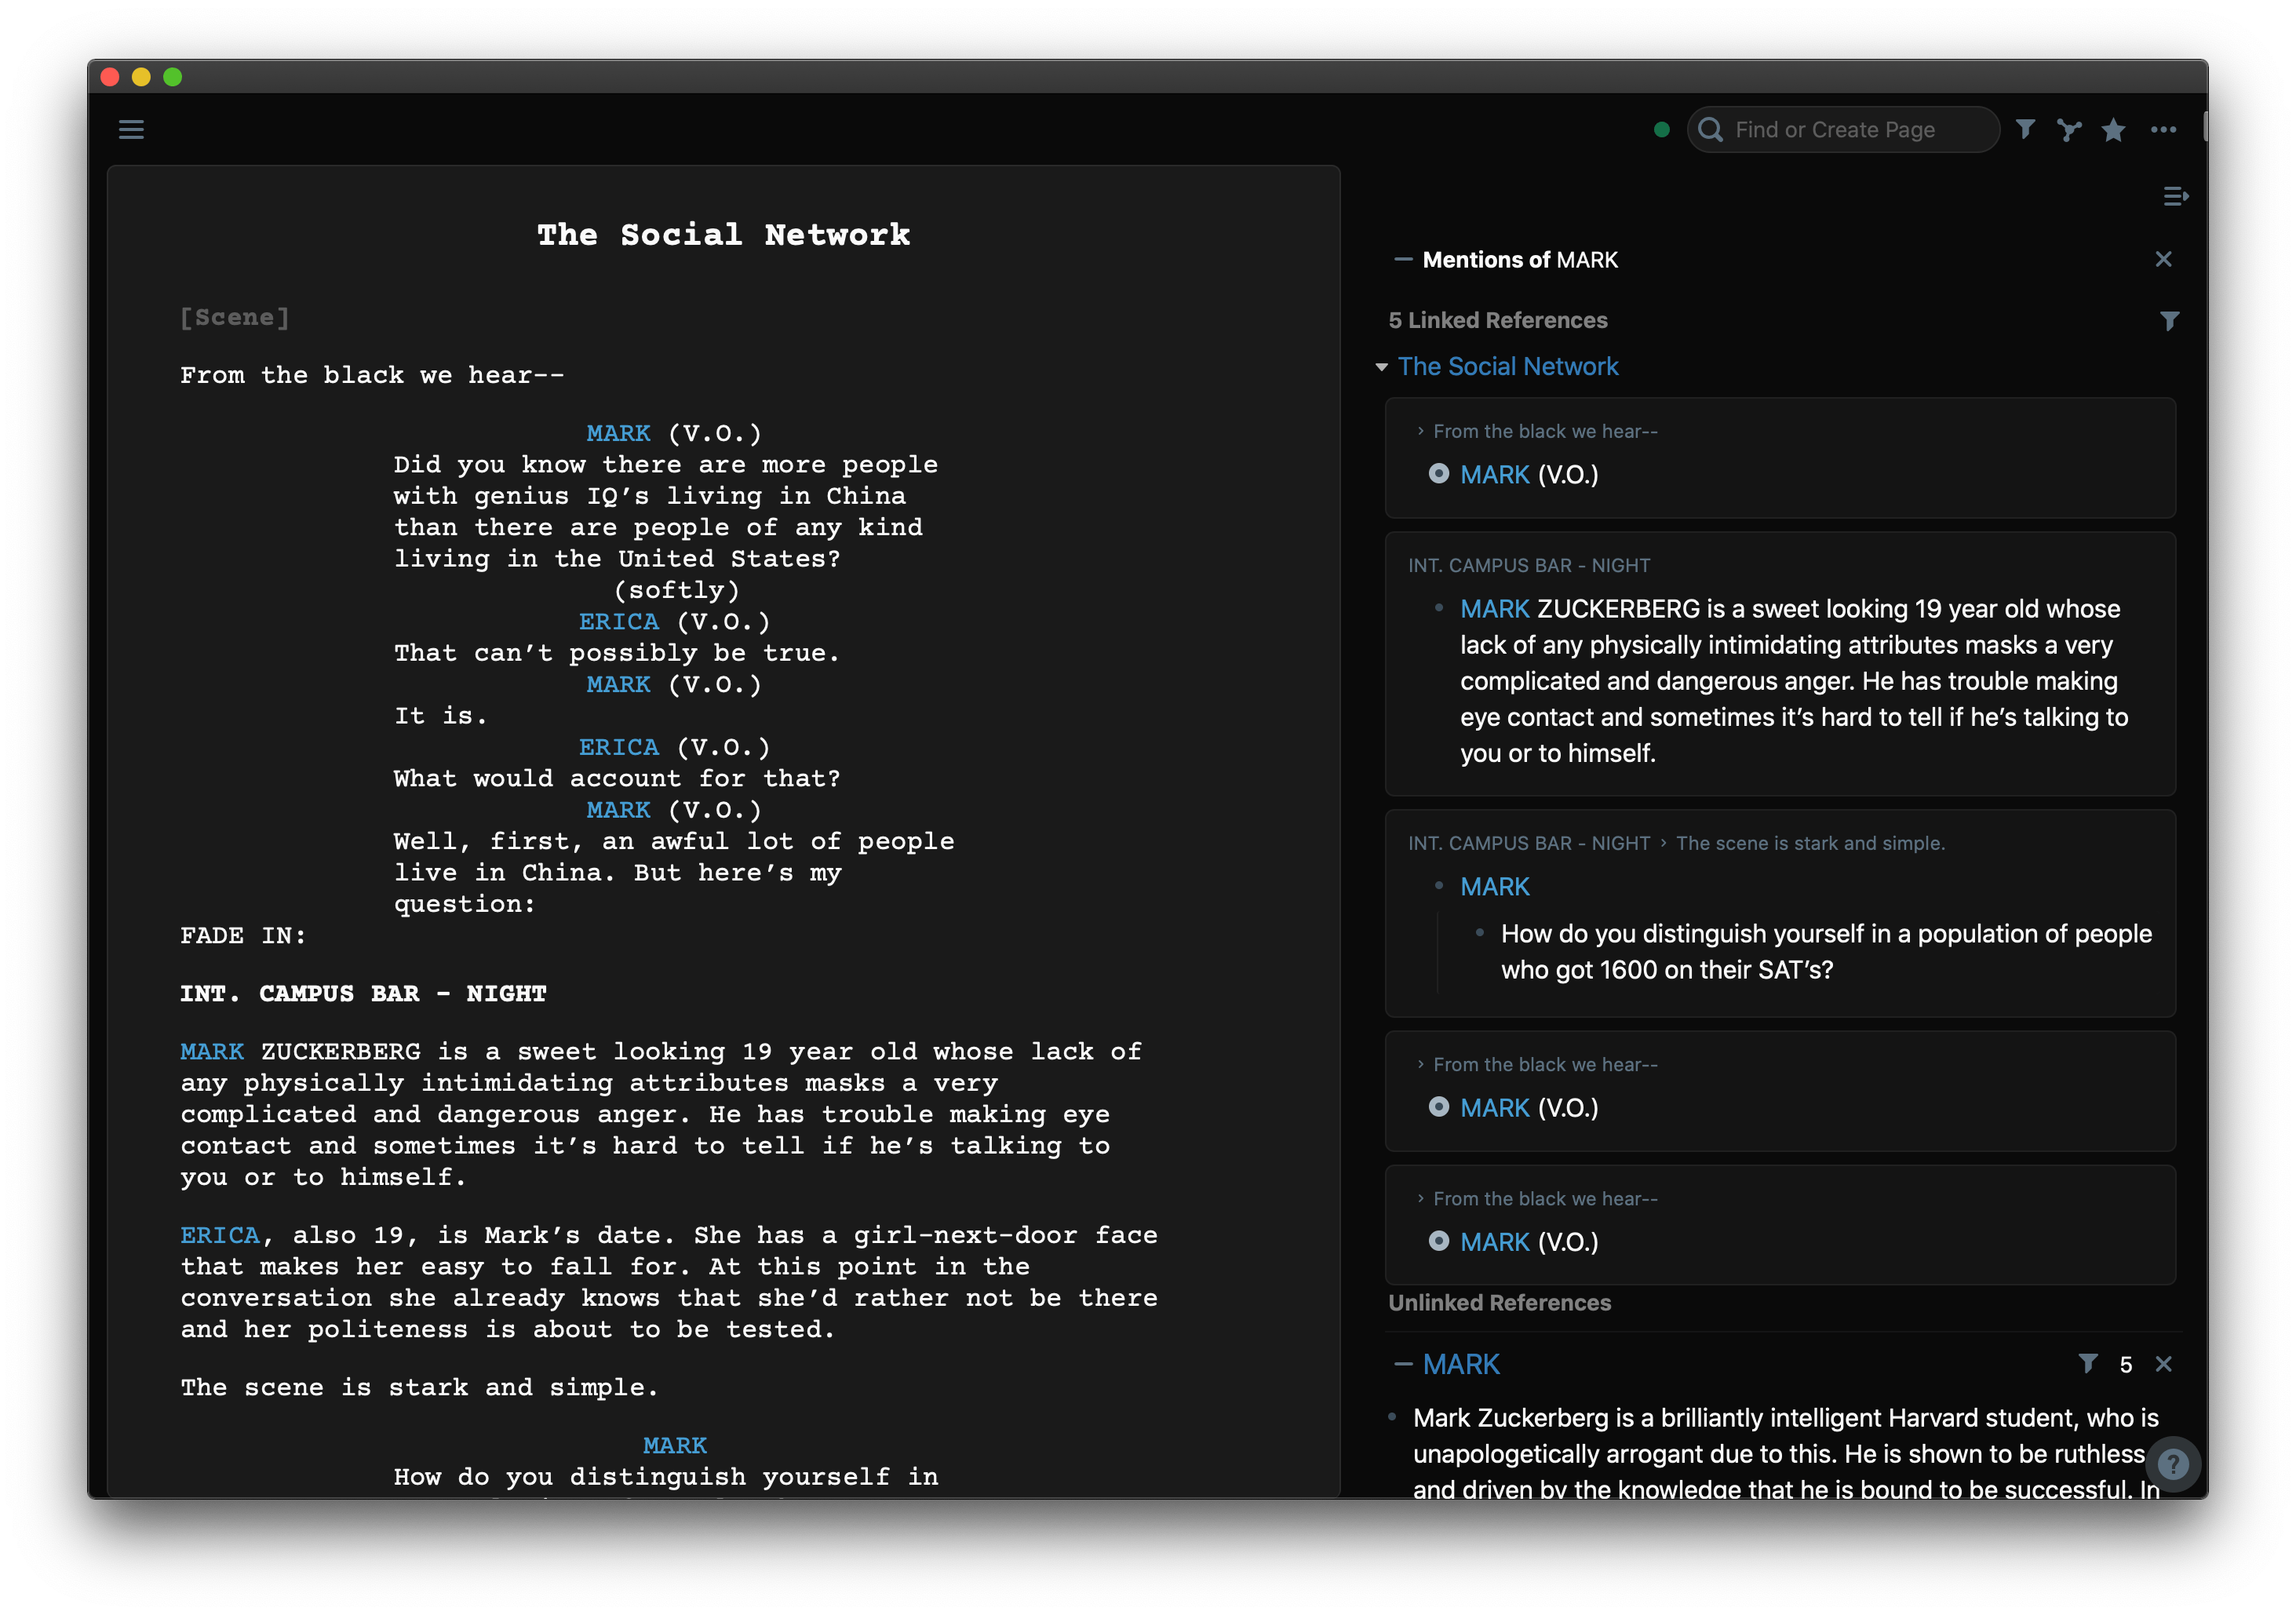 Find or Create Page
The Social Network
[Scene]
From the black we hear--
MARK (V.O.)
Did you know there are more people
with genius IQ’s living in China
than there are people of any kind
living in the United States?
(softly)
ERICA (V.O.)
That can’t possibly be true.
MARK (V.O.)
It is.
ERICA (V.O.)
What would account for that?
MARK (V.O.)
Well, first, an awful lot of people
live in China. But here’s my
question:
FADE IN:
INT. CAMPUS BAR - NIGHT
MARK ZUCKERBERG is a sweet looking 19 year old whose lack of
any physically intimidating attributes masks a very
complicated and dangerous anger. He has trouble making eye
contact and sometimes it’s hard to tell if he’s talking to
you or to himself.
ERICA, also 19, is Mark’s date. She has a girl-next-door face
that makes her easy to fall for. At this point in the
conversation she already knows that she’d rather not be there
and her politeness is about to be tested.
The scene is stark and simple.
MARK
How do you distinguish yourself in
Mentions of MARK
5 Linked References
The Social Network
› From the black we hear--
MARK (V.O.)
INT. CAMPUS BAR - NIGHT
MARK ZUCKERBERG is a sweet looking 19 year old whose
lack of any physically intimidating attributes masks a very
complicated and dangerous anger. He has trouble making
eye contact and sometimes it’s hard to tell if he’s talking to
you or to himself.
INT. CAMPUS BAR - NIGHT › The scene is stark and simple.
MARK
How do you distinguish yourself in a population of people
who got 1600 on their SAT’s?
› From the black we hear--
MARK (V.O.)
› From the black we hear--
MARK (V.O.)
Unlinked References
MARK 5
Mark Zuckerberg is a brilliantly intelligent Harvard student, who is
unapologetically arrogant due to this. He is shown to be ruthless
and driven by the knowledge that he is bound to be successful. In
?